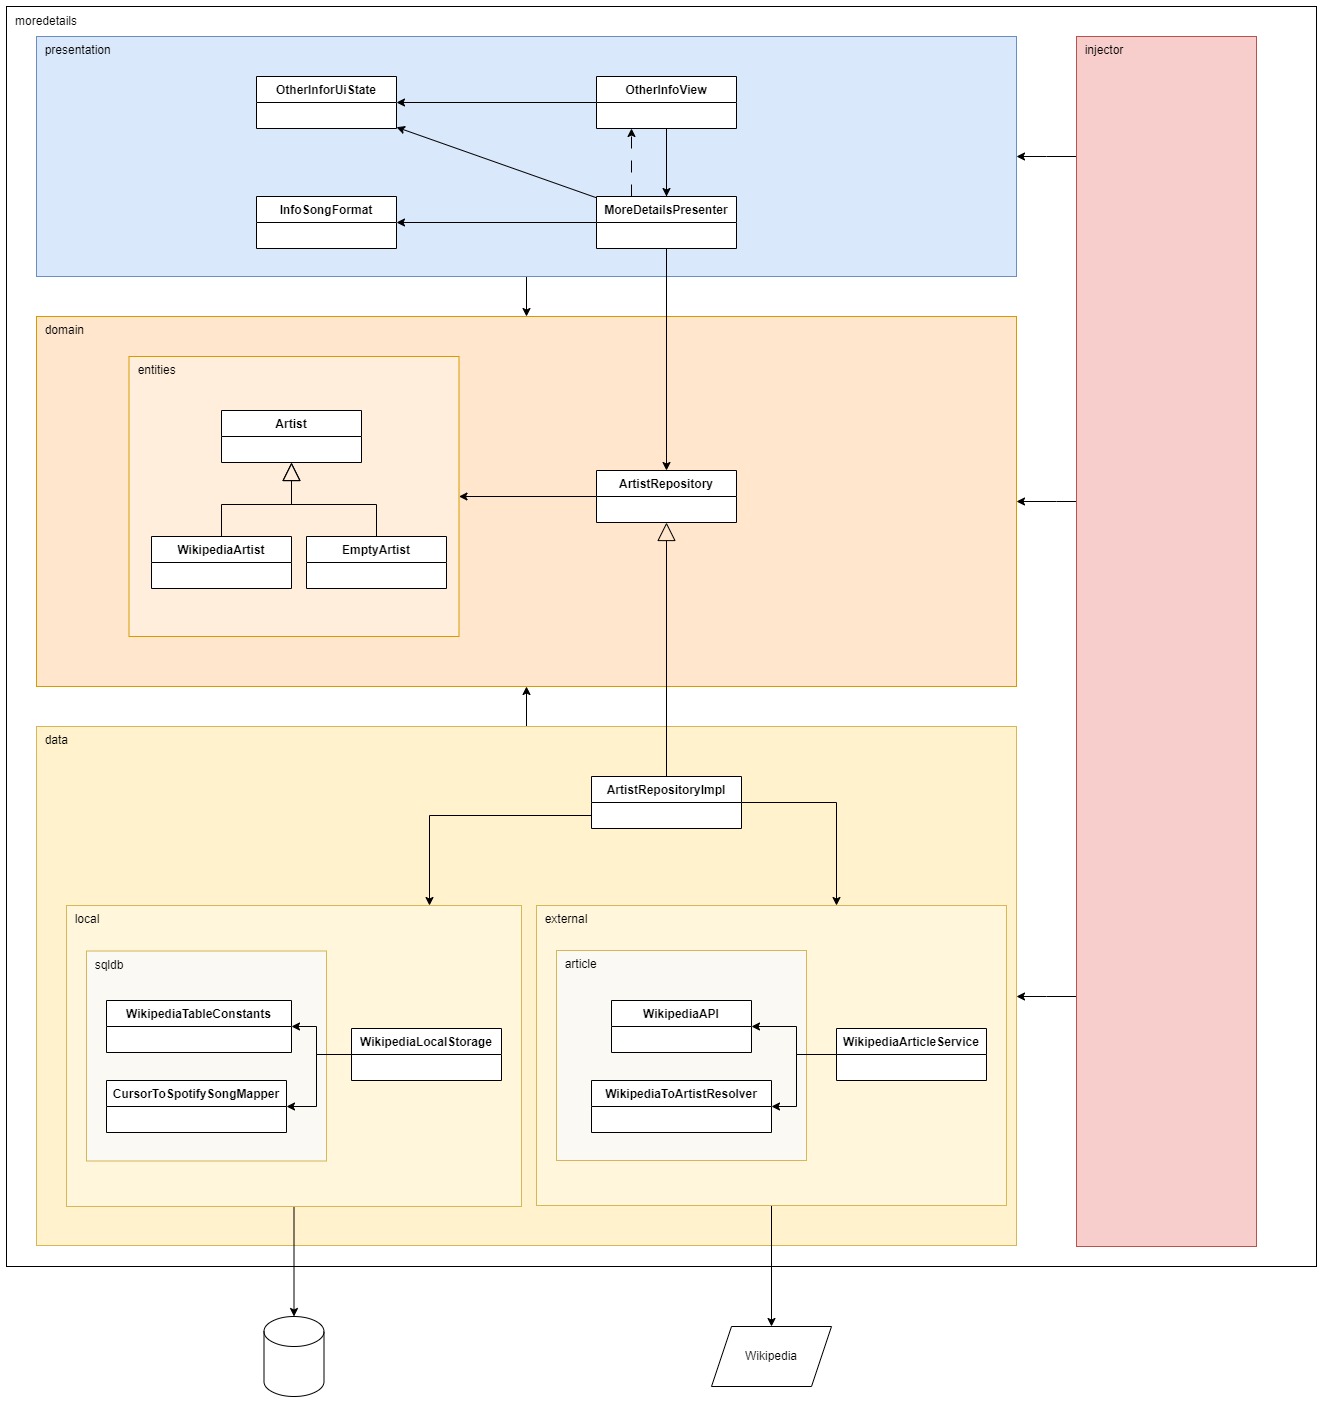 moredetails
presentation
injector
OtherInforUiState
OtherInfoView
InfoSongFormat
MoreDetailsPresenter
domain
entities
Artist
ArtistRepository
WikipediaArtist
EmptyArtist
data
ArtistRepositoryImpl
local
external
sqldb
article
WikipediaTableConstants
WikipediaAPI
WikipediaLocalStorage
WikipediaArticleService
CursorToSpotifySongMapper
WikipediaToArtistResolver
Wikipedia